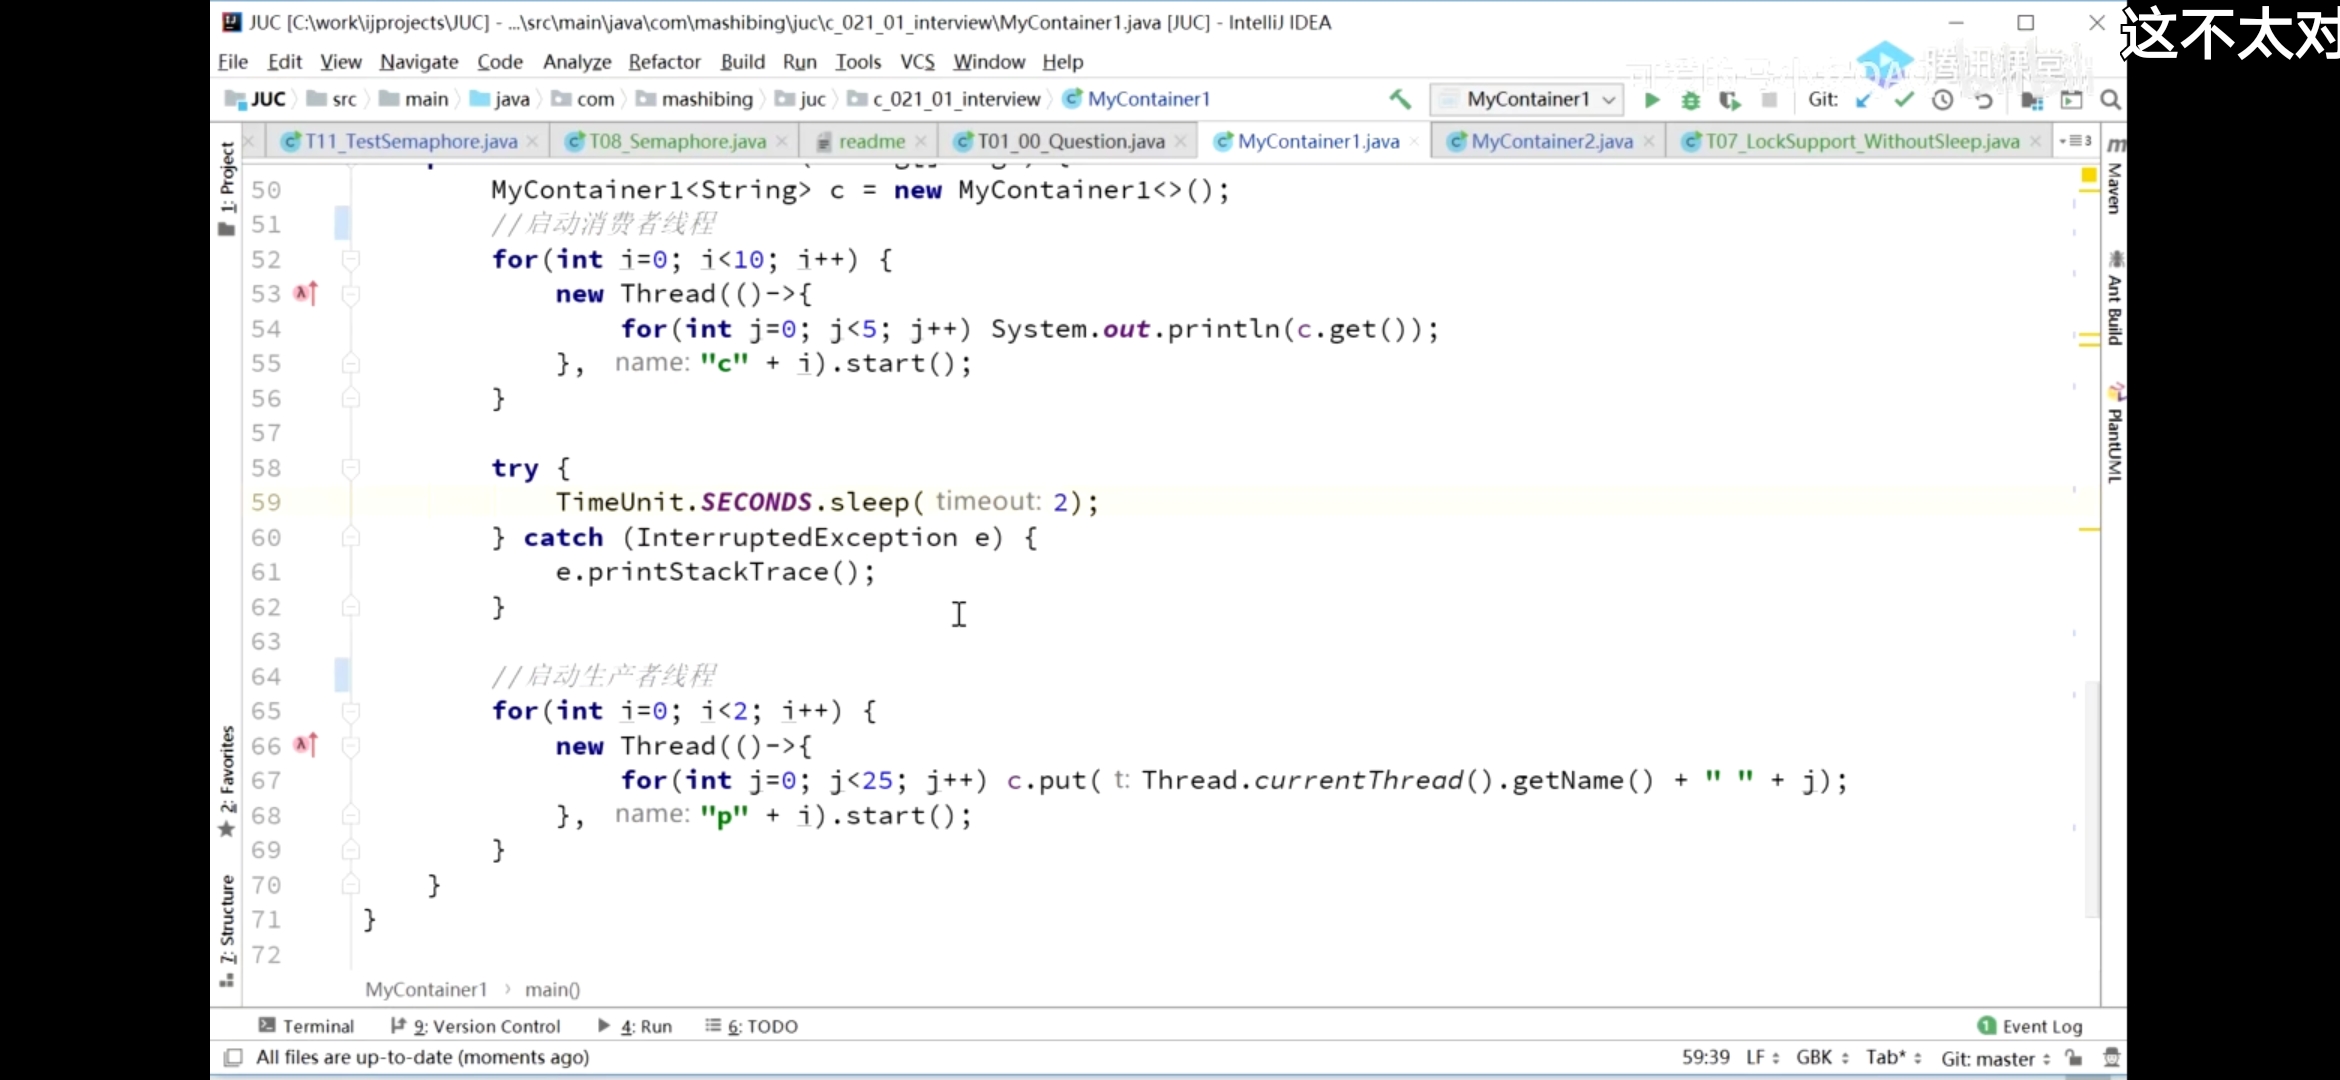 JUC [C:\work\ijprojects\JUC] - ...\src\main\java\com\mashibing\juc\c_021_01_interview\MyContainer1.java [JUC] - IntelliJ IDEA
这不太对
File Edit View Navigate Code Analyze Refactor Build Run Tools VCS Window Help
腾讯课堂
JUC src main java com mashibing juc c_021_01_interview MyContainer1 MyContainer1 Git:
T11_TestSemaphore.java T08_Semaphore.java readme T01_00_Question.java MyContainer1.java MyContainer2.java T07_LockSupport_WithoutSleep.java 3
50 MyContainer1<String> c = new MyContainer1<>();
51 //启动消费者线程
52 for(int i=0; i<10; i++) {
53 new Thread(()->{
54 for(int j=0; j<5; j++) System.out.println(c.get());
55 }, name: "c" + i).start();
56 }
57
58 try {
59 TimeUnit.SECONDS.sleep( timeout: 2);
60 } catch (InterruptedException e) {
61 e.printStackTrace();
62 }
63
64 //启动生产者线程
65 for(int i=0; i<2; i++) {
66 new Thread(()->{
67 for(int j=0; j<25; j++) c.put( t: Thread.currentThread().getName() + " " + j);
68 }, name: "p" + i).start();
69 }
70 }
71 }
72
MyContainer1 › main()
1: Project
2: Favorites
7: Structure
Maven
Ant Build
PlantUML
Terminal 9: Version Control 4: Run 6: TODO 1 Event Log
All files are up-to-date (moments ago) 59:39 LF GBK Tab* Git: master